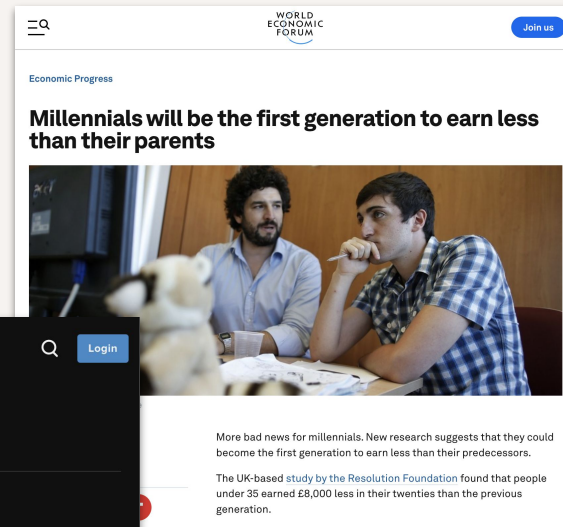 WORLD
ECONOMIC
FORUM
Join us
Economic Progress
Millennials will be the first generation to earn less
than their parents
Login
More bad news for millennials. New research suggests that they could
become the first generation to earn less than their predecessors.
The UK-based study by the Resolution Foundation found that people
under 35 earned £8,000 less in their twenties than the previous
generation.